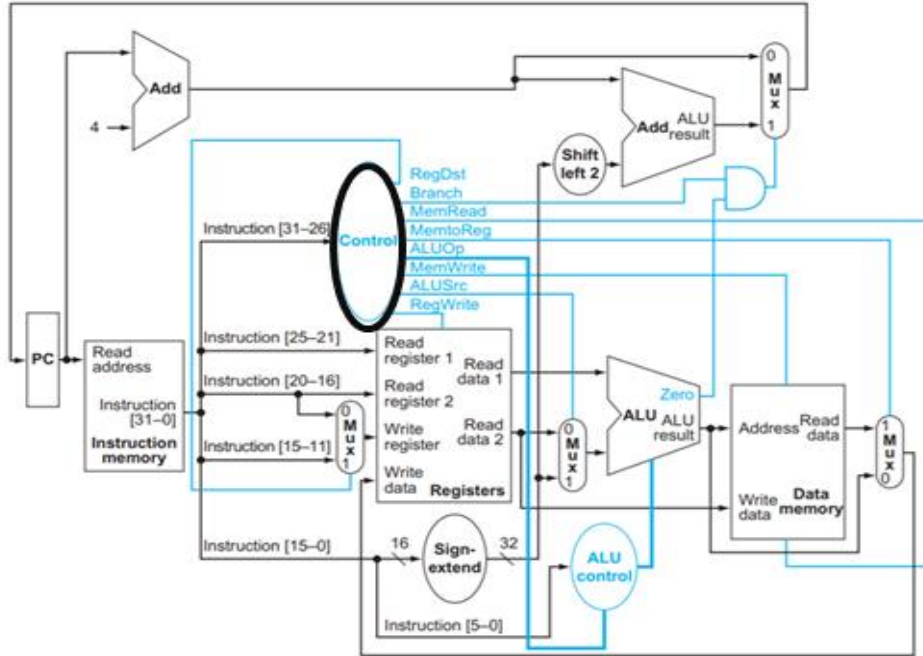 0
Mux
1
Add
4
Add ALU
result
Shift
left 2
RegDst
Branch
MemRead
MemtoReg
ALUOp
MemWrite
ALUSrc
RegWrite
Control
Instruction [31–26]
Instruction [25–21]
Instruction [20–16]
Instruction [15–11]
Instruction [15–0]
Instruction [5–0]
PC
Read
address
Instruction
[31–0]
Instruction
memory
0
Mux
1
Read
register 1
Read
register 2
Write
register
Write
data
Read
data 1
Read
data 2
Registers
0
Mux
1
Zero
ALU ALU
result
Address
Read
data
Write
data
Data
memory
1
Mux
0
16
Sign-
extend
32
ALU
control